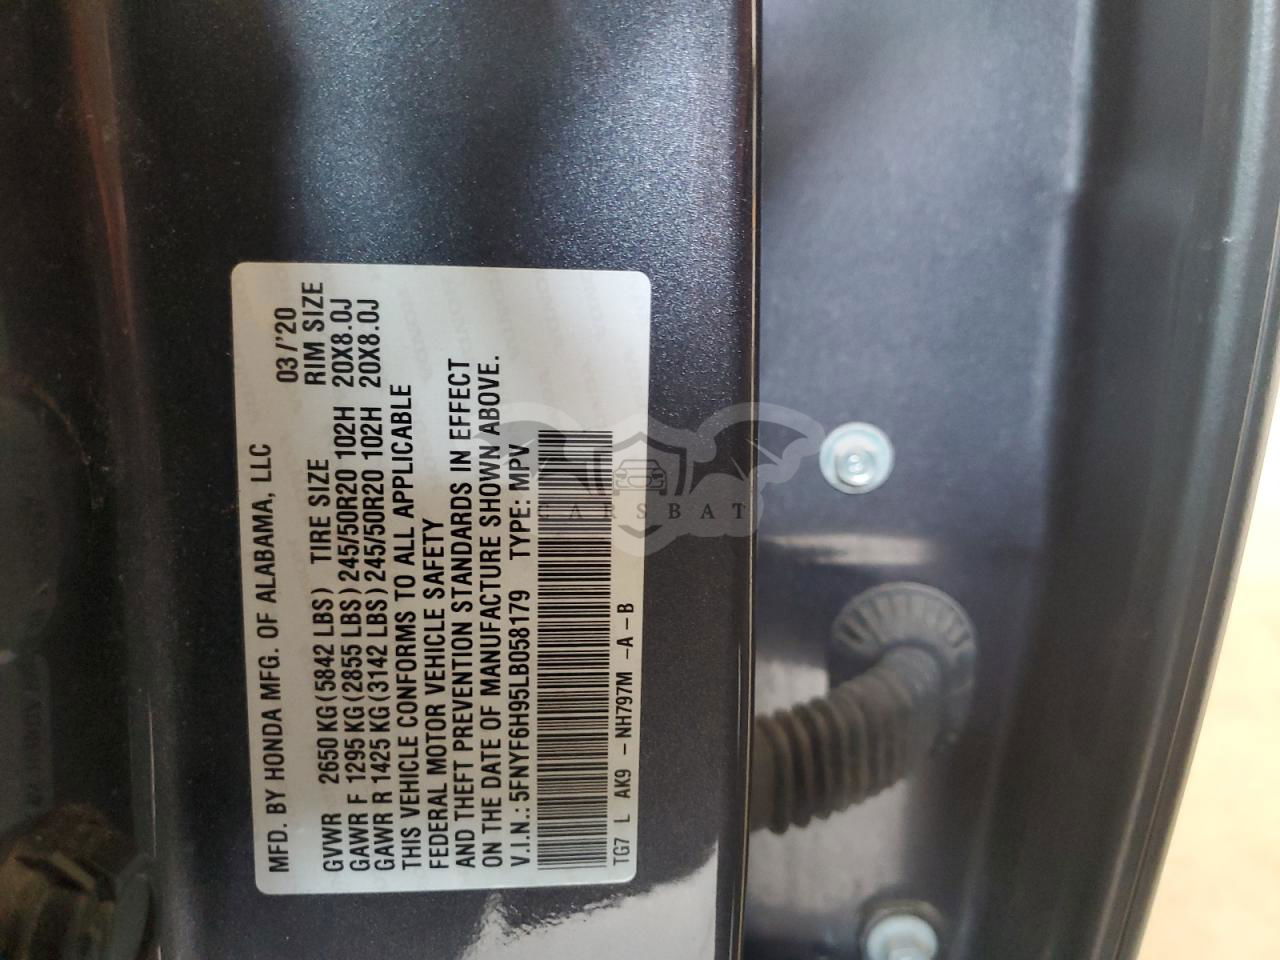 MFD. BY HONDA MFG. OF ALABAMA, LLC 03/'20
GVWR 2650 KG(5842 LBS) TIRE SIZE RIM SIZE
GAWR F 1295 KG(2855 LBS) 245/50R20 102H 20X8.0J
GAWR R 1425 KG(3142 LBS) 245/50R20 102H 20X8.0J
THIS VEHICLE CONFORMS TO ALL APPLICABLE
FEDERAL MOTOR VEHICLE SAFETY
AND THEFT PREVENTION STANDARDS IN EFFECT
ON THE DATE OF MANUFACTURE SHOWN ABOVE.
V.I.N.: 5FNYF6H95LB058179 TYPE: MPV
TG7 L AK9 -NH797M -A-B
CARSBAT